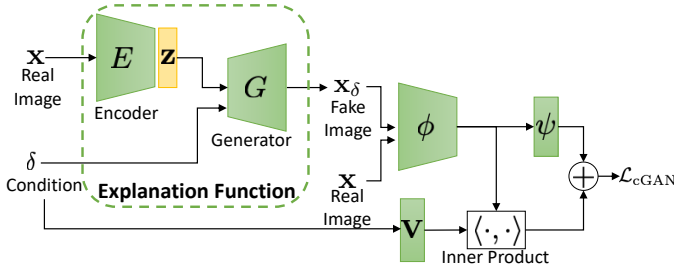 x
Real
Image
E
z
Encoder
G
Generator
δ
Condition
Explanation Function
x_δ
Fake
Image
x
Real
Image
ϕ
ψ
+
ℒ_cGAN
V
⟨·, ·⟩
Inner Product